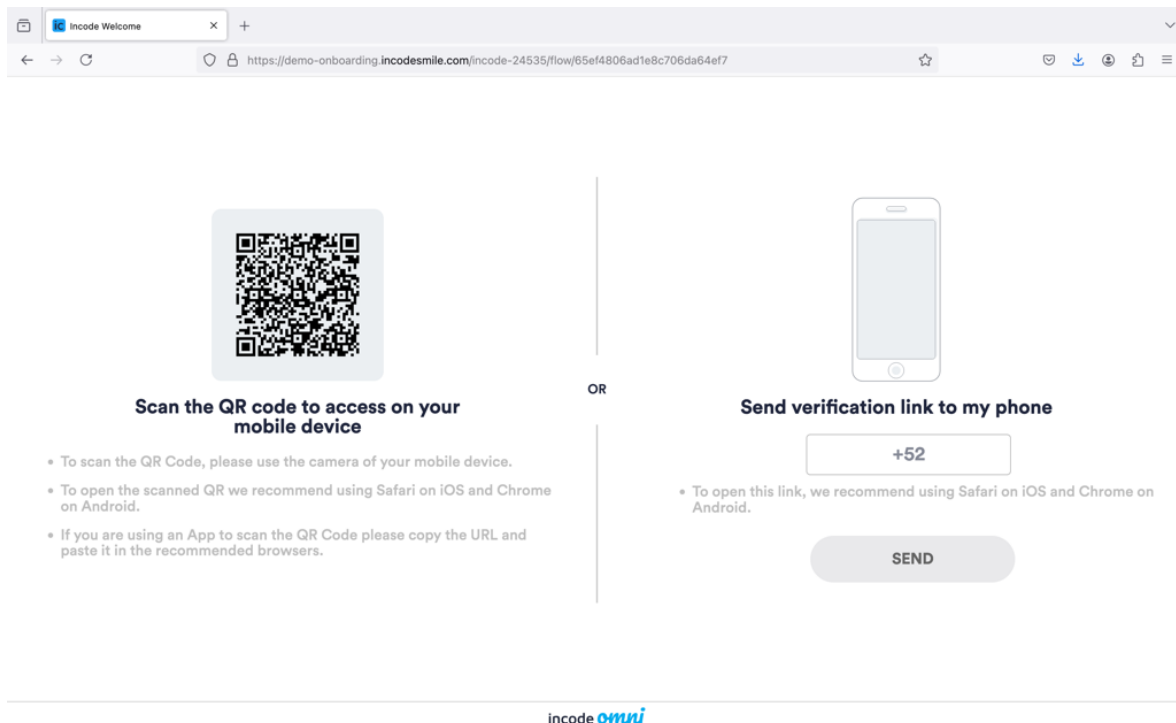 Incode Welcome
https://demo-onboarding.incodesmile.com/incode-24535/flow/65ef4806ad1e8c706da64ef7
Scan the QR code to access on your
mobile device
• To scan the QR Code, please use the camera of your mobile device.
• To open the scanned QR we recommend using Safari on iOS and Chrome
on Android.
• If you are using an App to scan the QR Code please copy the URL and
paste it in the recommended browsers.
OR
Send verification link to my phone
+52
• To open this link, we recommend using Safari on iOS and Chrome on
Android.
SEND
incode omni